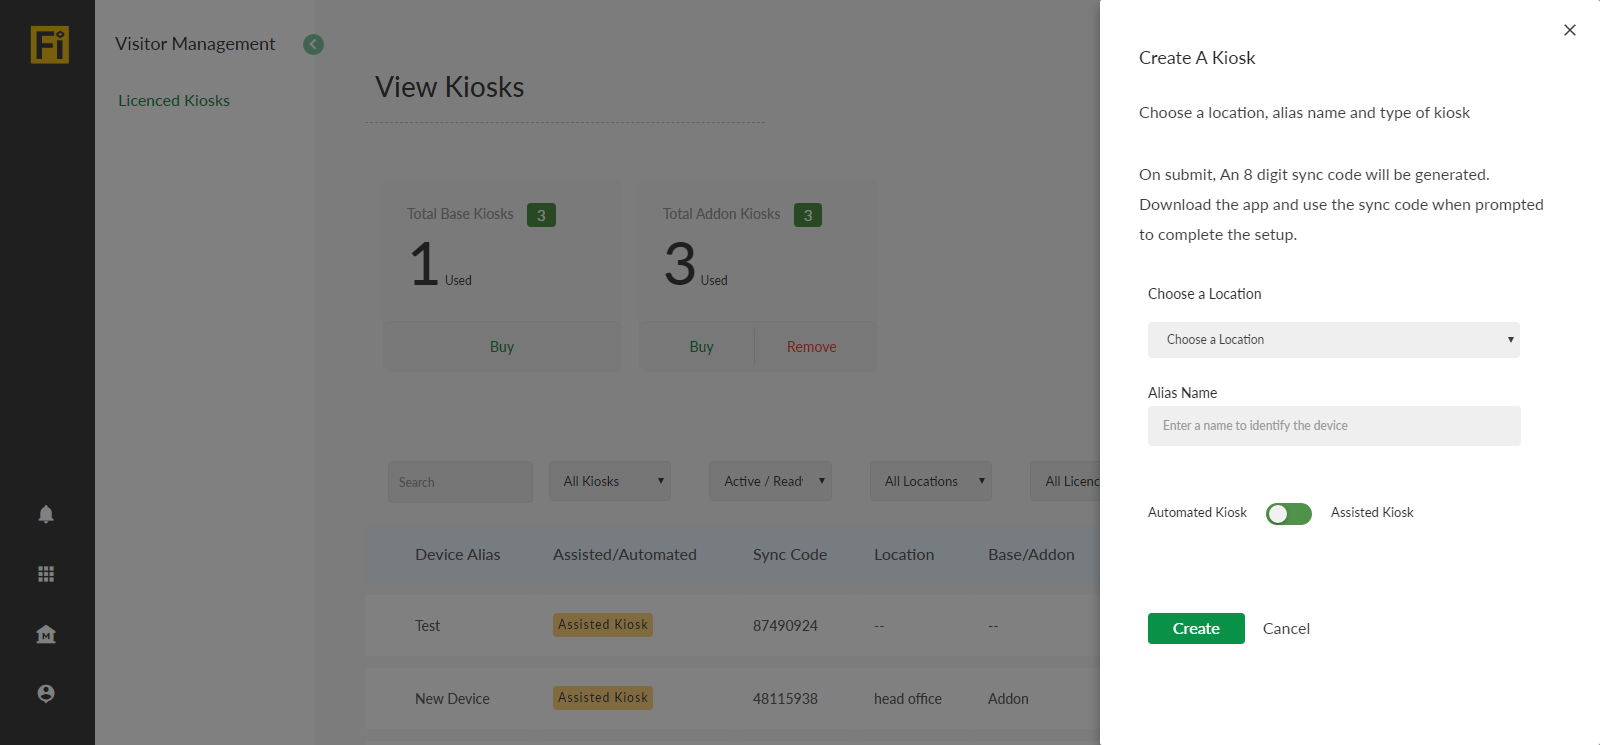 Fi
Visitor Management
Licenced Kiosks
View Kiosks
Total Base Kiosks 3
1 Used
Buy
Total Addon Kiosks 3
3 Used
Buy Remove
Search All Kiosks Active / Ready All Locations All Licenc
Device Alias Assisted/Automated Sync Code Location Base/Addon
Test Assisted Kiosk 87490924 -- --
New Device Assisted Kiosk 48115938 head office Addon
M
Create A Kiosk
Choose a location, alias name and type of kiosk
On submit, An 8 digit sync code will be generated.
Download the app and use the sync code when prompted
to complete the setup.
Choose a Location
Choose a Location
Alias Name
Enter a name to identify the device
Automated Kiosk Assisted Kiosk
Create Cancel